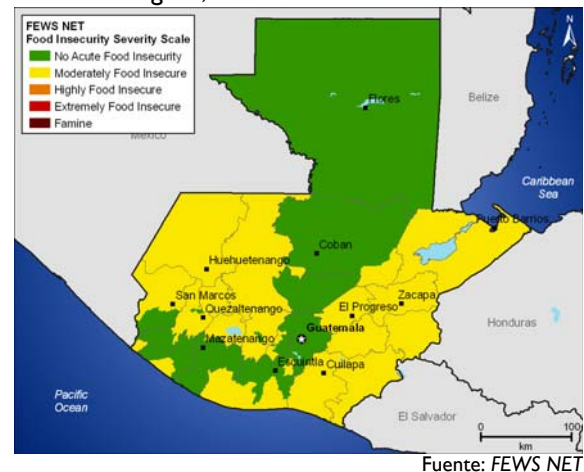 FEWS NET
Food Insecurity Severity Scale
No Acute Food Insecurity
Moderately Food Insecure
Highly Food Insecure
Extremely Food Insecure
Famine
Mexico
N
Flores
Belize
Caribbean
Sea
Puerto Barrios
Coban
Huehuetenango
San Marcos
Quezaltenango
El Progreso
Zacapa
Guatemala
Mazatenango
Honduras
Escuintla
Cuilapa
Pacific
Ocean
El Salvador
0 100
km
Fuente: FEWS NET